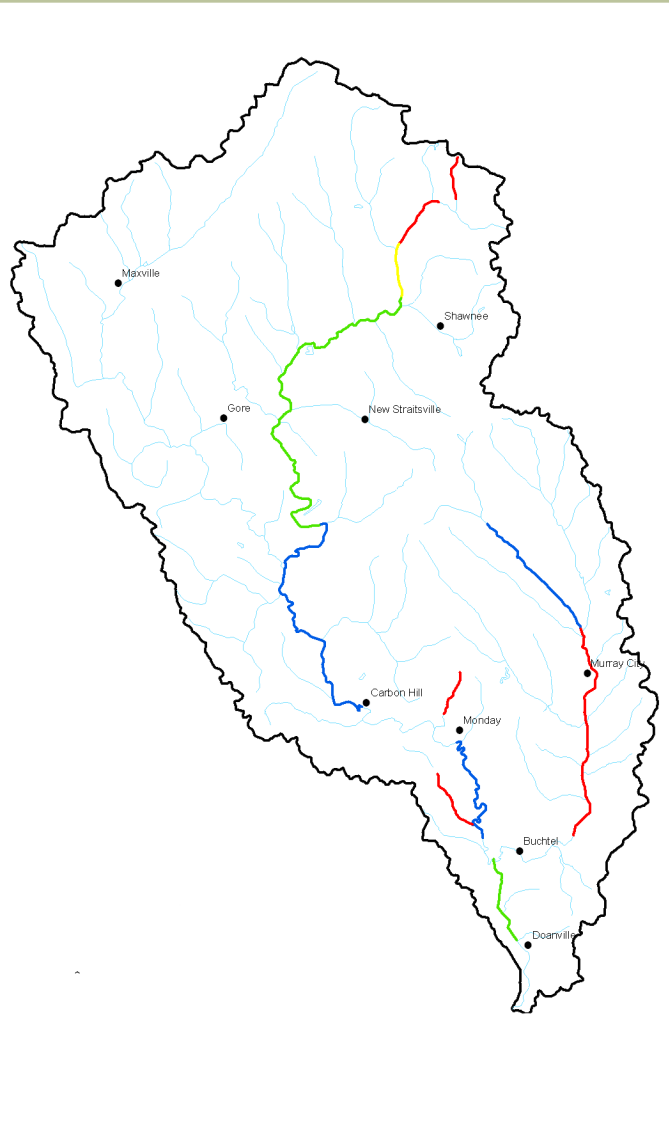 Maxville
Shawnee
Gore
New Straitsville
Murray City
Carbon Hill
Monday
Buchtel
Doanville